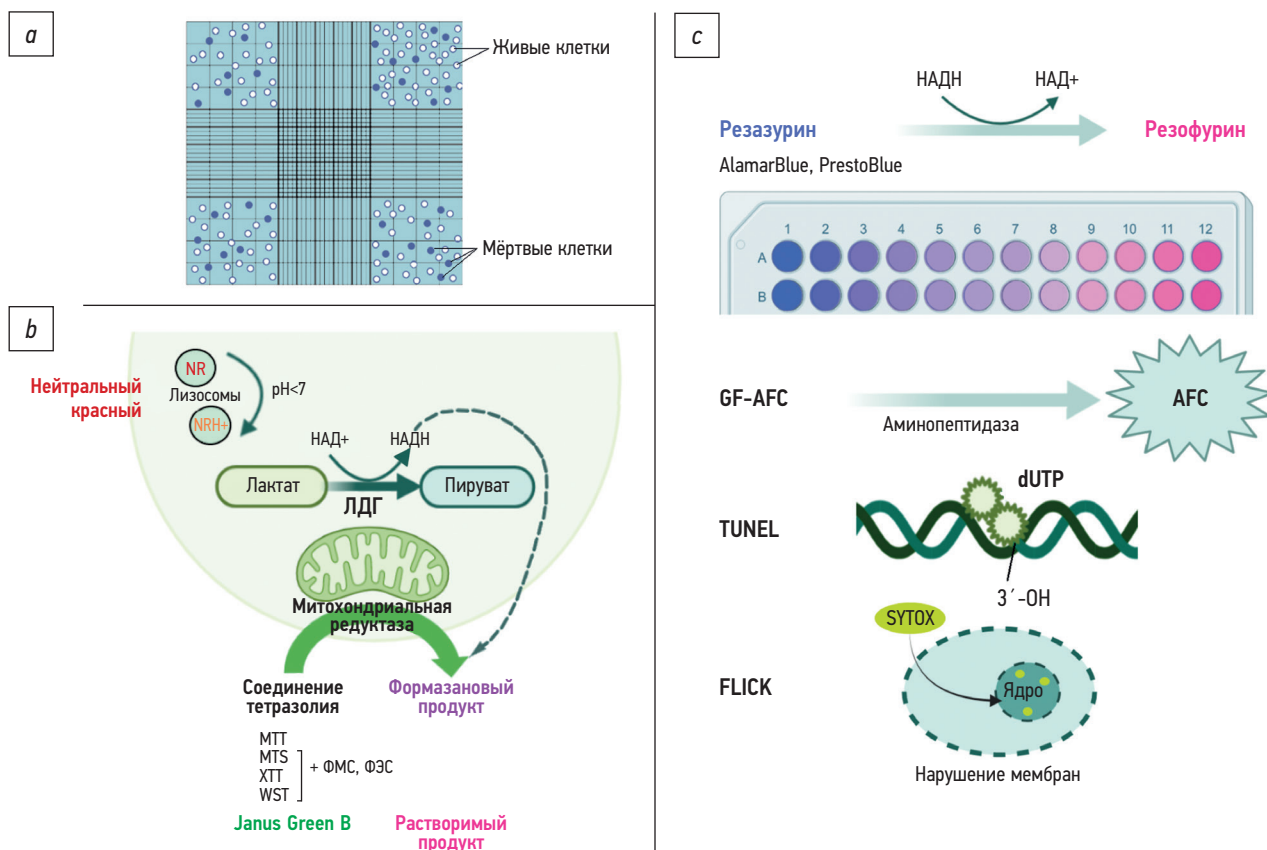 a
Живые клетки
Мёртвые клетки
b
Нейтральный
красный
NR
Лизосомы
pH<7
NRH+
НАД+
НАДН
Лактат
ЛДГ
Пируват
Митохондриальная
редуктаза
Соединение
тетразолия
Формазановый
продукт
МТТ
MTS
XTT
WST
+ ФМС, ФЭС
Janus Green B
Растворимый
продукт
c
НАДН
НАД+
Резазурин
Резофурин
AlamarBlue, PrestoBlue
1 2 3 4 5 6 7 8 9 10 11 12
A
B
GF-AFC
Аминопептидаза
AFC
TUNEL
dUTP
3´-OH
FLICK
SYTOX
Ядро
Нарушение мембран